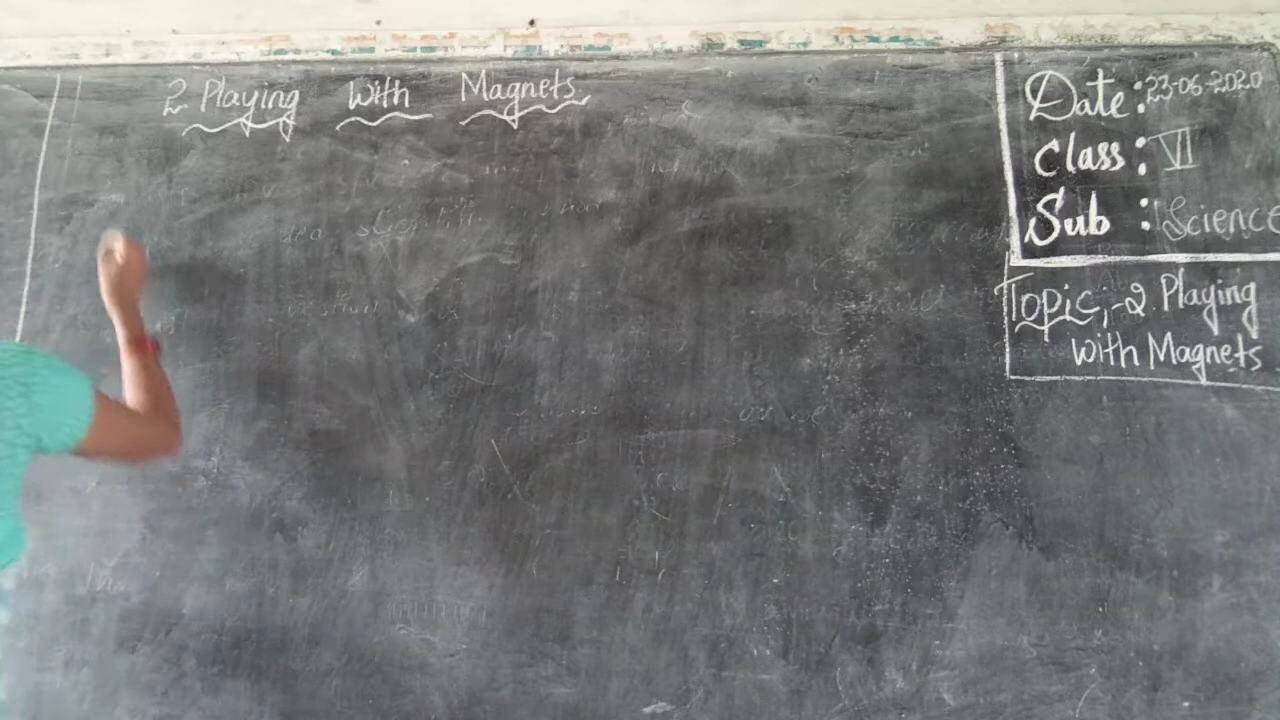 2. Playing With Magnets
Date : 23-06-2020
Class : VI
Sub : Science
Topic;-2. Playing
with Magnets